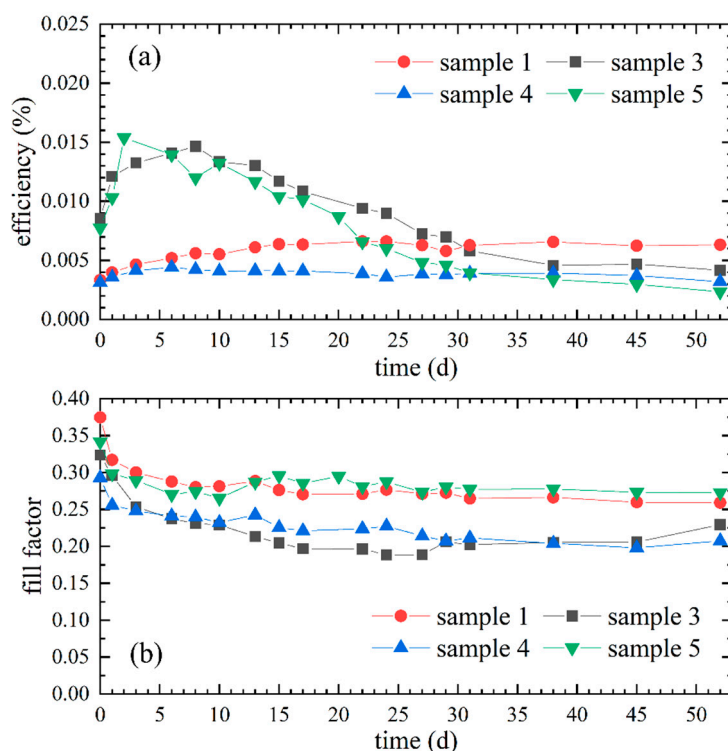 0.025
0.020
0.015
0.010
0.005
0.000
efficiency (%)
(a)
sample 1 sample 3
sample 4 sample 5
0 5 10 15 20 25 30 35 40 45 50
time (d)
0.40
0.35
0.30
0.25
0.20
0.15
0.10
0.05
0.00
fill factor
(b)
sample 1 sample 3
sample 4 sample 5
0 5 10 15 20 25 30 35 40 45 50
time (d)